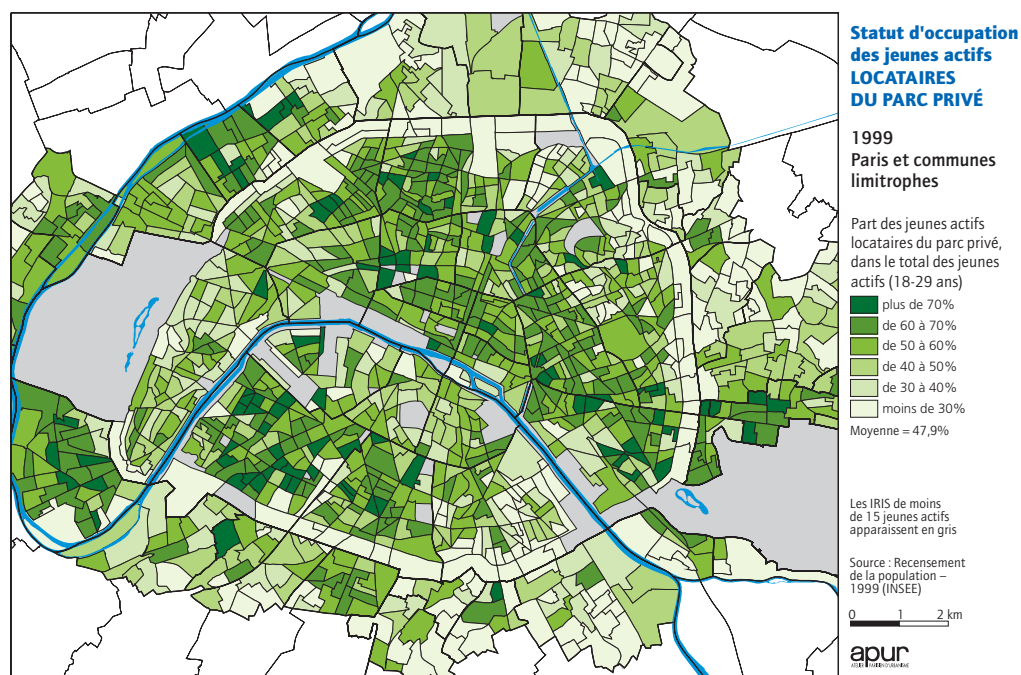 Statut d'occupation
des jeunes actifs
LOCATAIRES
DU PARC PRIVÉ
1999
Paris et communes
limitrophes
Part des jeunes actifs
locataires du parc privé,
dans le total des jeunes
actifs (18-29 ans)
plus de 70%
de 60 à 70%
de 50 à 60%
de 40 à 50%
de 30 à 40%
moins de 30%
Moyenne = 47,9%
Les IRIS de moins
de 15 jeunes actifs
apparaissent en gris
Source : Recensement
de la population –
1999 (INSEE)
0 1 2 km
apur
ATELIER PARISIEN D'URBANISME